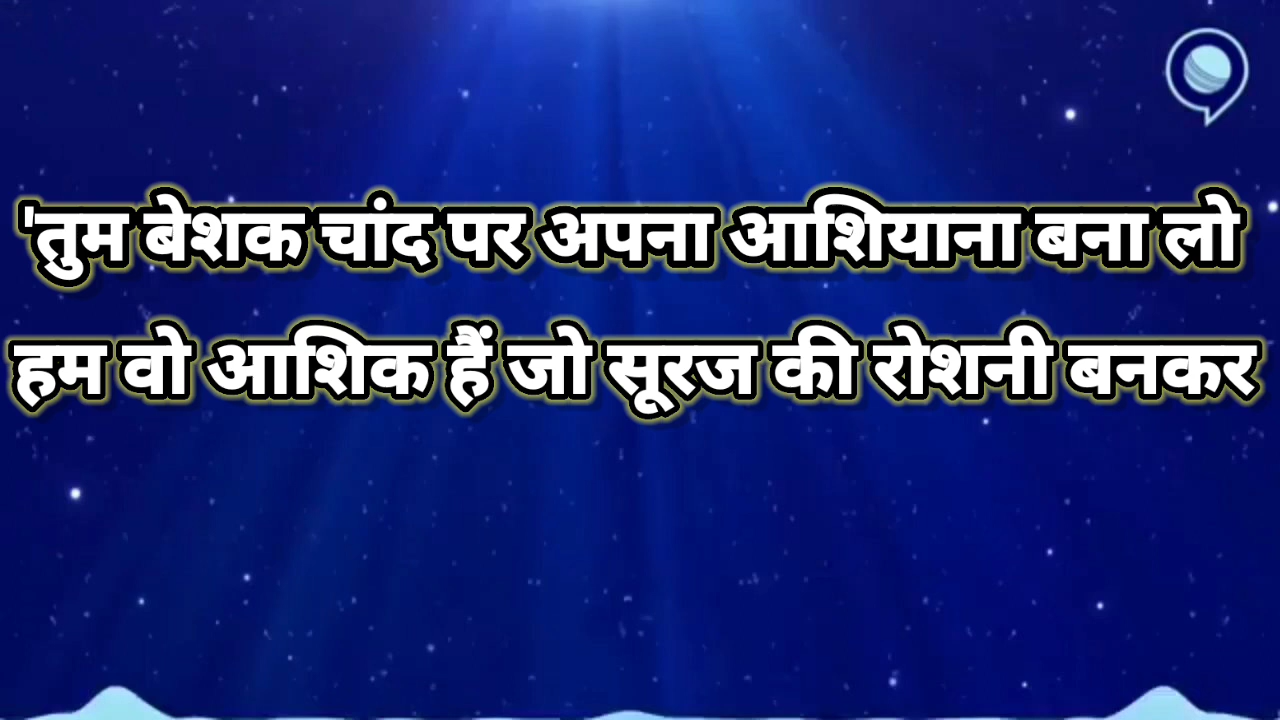 'तुम बेशक चांद पर अपना आशियाना बना लो
हम वो आशिक हैं जो सूरज की रोशनी बनकर